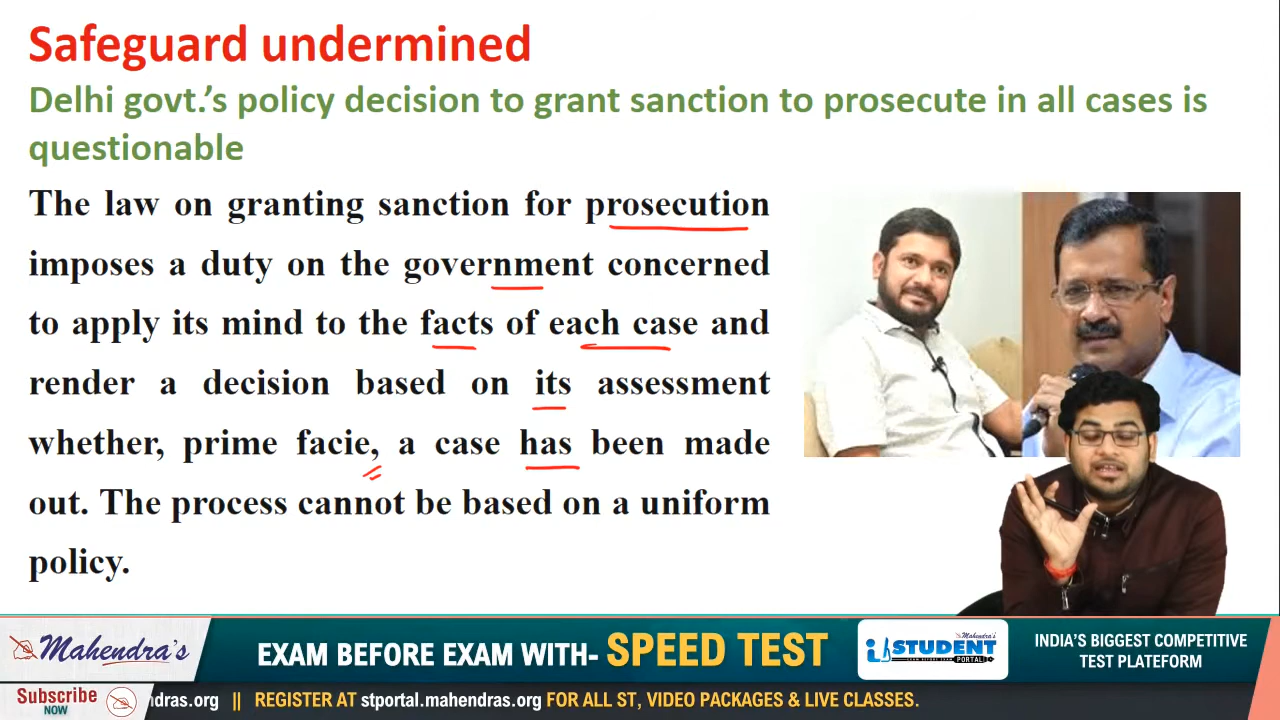 Safeguard undermined
Delhi govt.’s policy decision to grant sanction to prosecute in all cases is
questionable
The law on granting sanction for prosecution
imposes a duty on the government concerned
to apply its mind to the facts of each case and
render a decision based on its assessment
whether, prime facie, a case has been made
out. The process cannot be based on a uniform
policy.
Mahendra's
EXAM BEFORE EXAM WITH- SPEED TEST
Mahendra's
STUDENT
PORTAL
INDIA'S BIGGEST COMPETITIVE
TEST PLATEFORM
Subscribe
NOW
ndras.org || REGISTER AT stportal.mahendras.org FOR ALL ST, VIDEO PACKAGES & LIVE CLASSES.